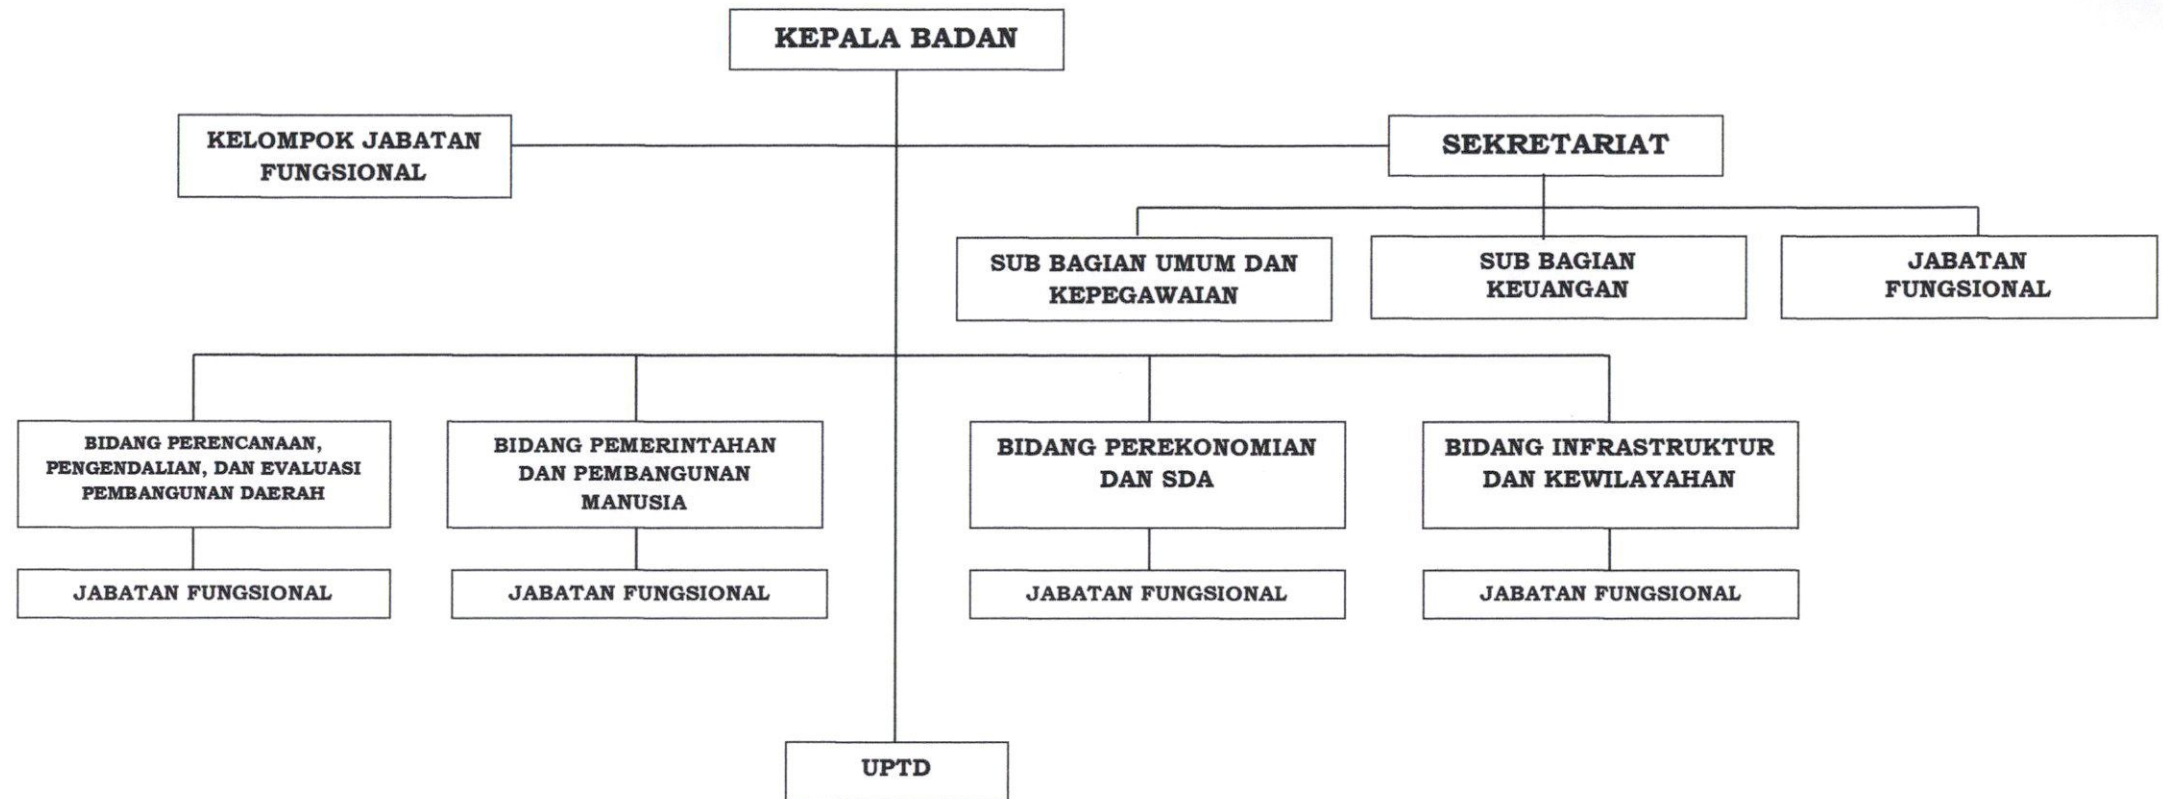 KEPALA BADAN
KELOMPOK JABATAN
FUNGSIONAL
SEKRETARIAT
SUB BAGIAN UMUM DAN
KEPEGAWAIAN
SUB BAGIAN
KEUANGAN
JABATAN
FUNGSIONAL
BIDANG PERENCANAAN,
PENGENDALIAN, DAN EVALUASI
PEMBANGUNAN DAERAH
BIDANG PEMERINTAHAN
DAN PEMBANGUNAN
MANUSIA
BIDANG PEREKONOMIAN
DAN SDA
BIDANG INFRASTRUKTUR
DAN KEWILAYAHAN
JABATAN FUNGSIONAL
JABATAN FUNGSIONAL
JABATAN FUNGSIONAL
JABATAN FUNGSIONAL
UPTD